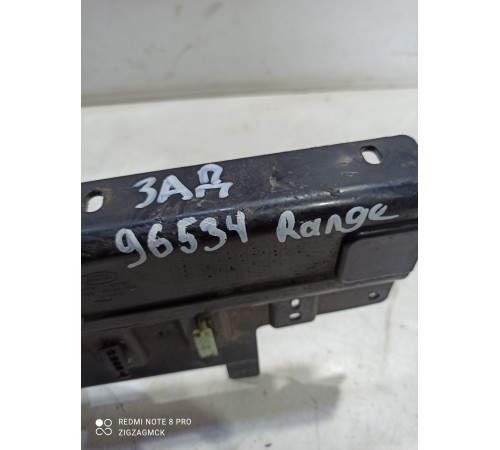 ЗАД
96534 Range
REDMI NOTE 8 PRO
ZIGZAGMCK